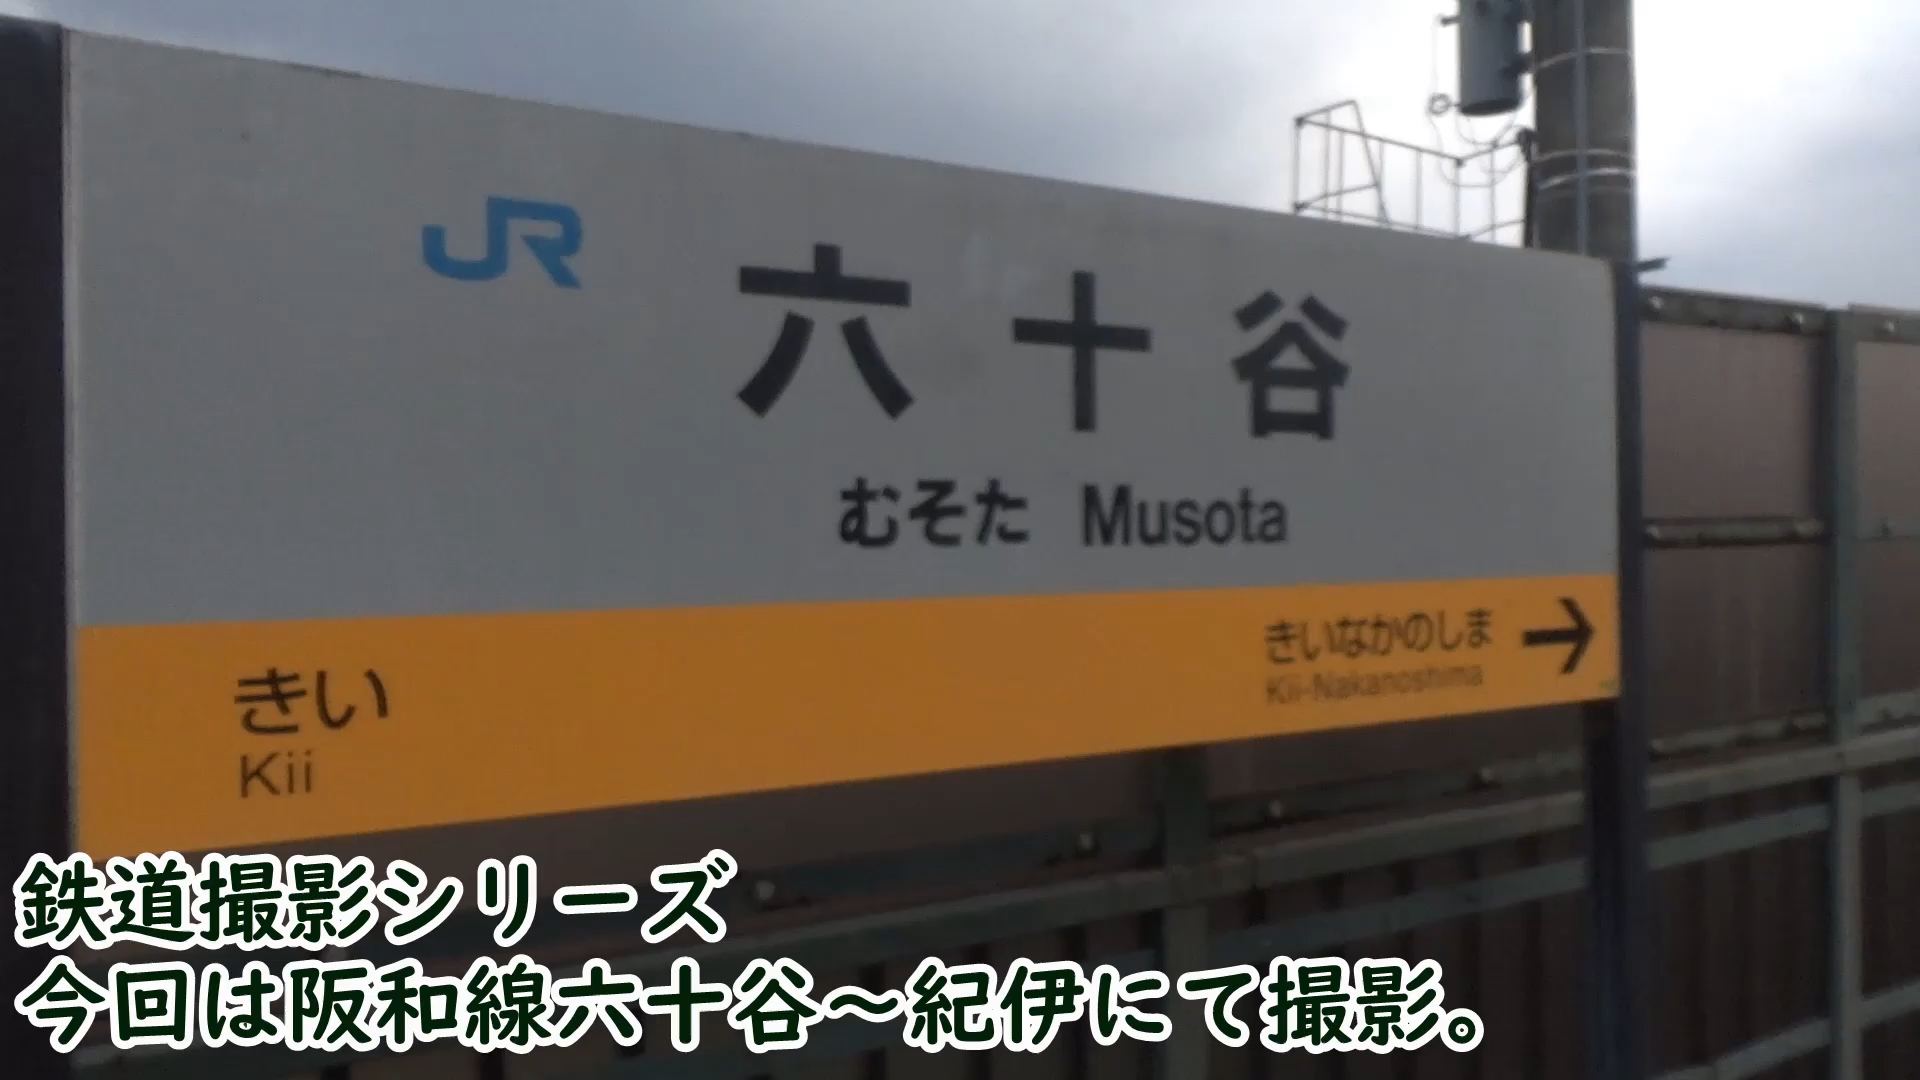 JR
六十谷
むそた Musota
きい
Kii
きいなかのしま →
Kii-Nakanoshima
鉄道撮影シリーズ
今回は阪和線六十谷～紀伊にて撮影。